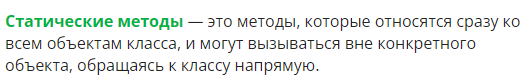 Статические методы — это методы, которые относятся сразу ко
всем объектам класса, и могут вызываться вне конкретного
объекта, обращаясь к классу напрямую.